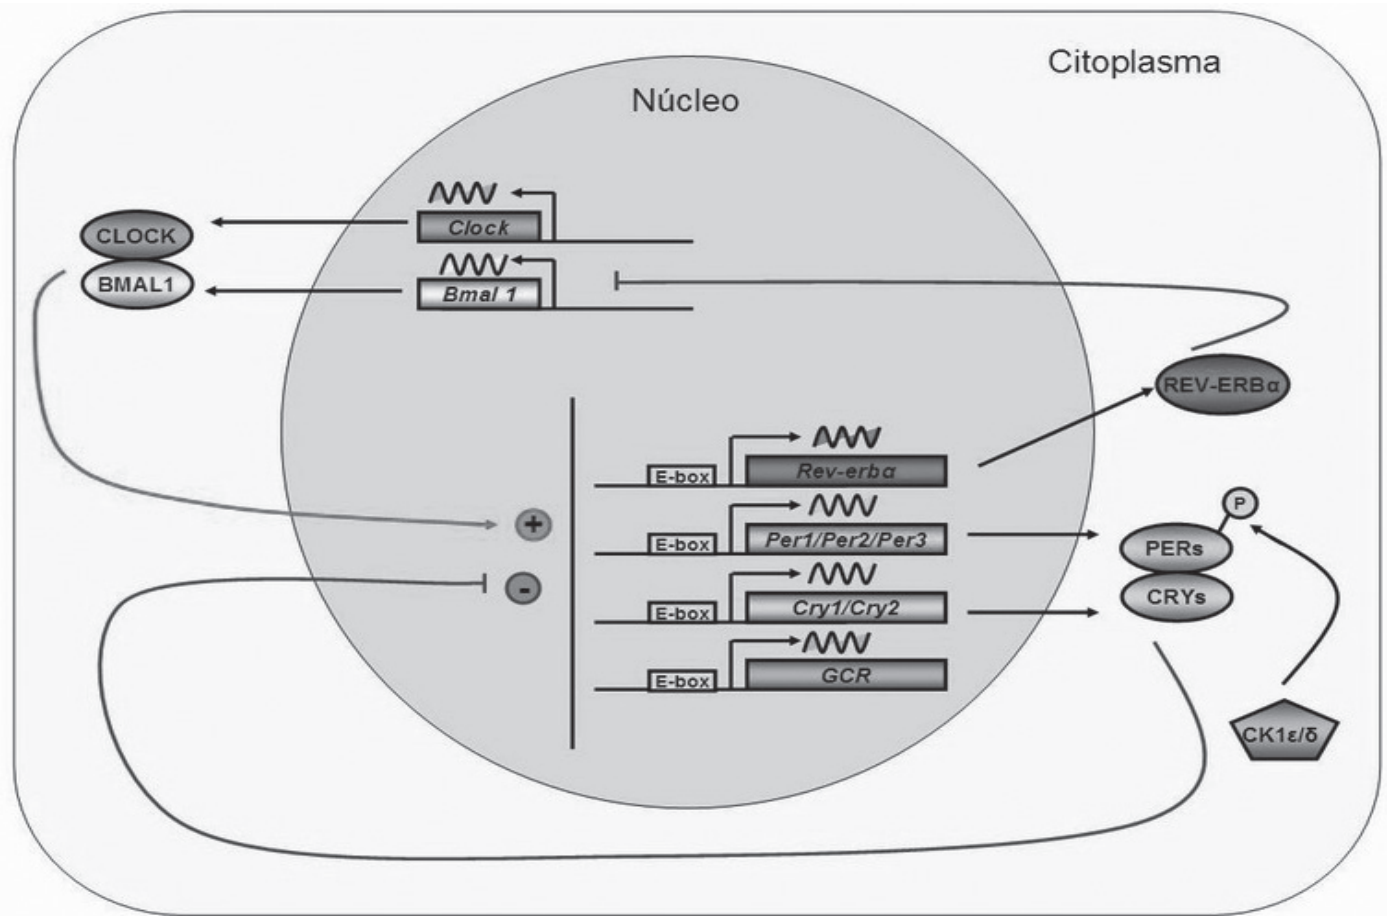 Citoplasma
Núcleo
Clock
CLOCK
BMAL1
Bmal 1
REV-ERBα
E-box
Rev-erbα
P
+
E-box
Per1/Per2/Per3
PERs
-
E-box
Cry1/Cry2
CRYs
E-box
GCR
CK1ε/δ